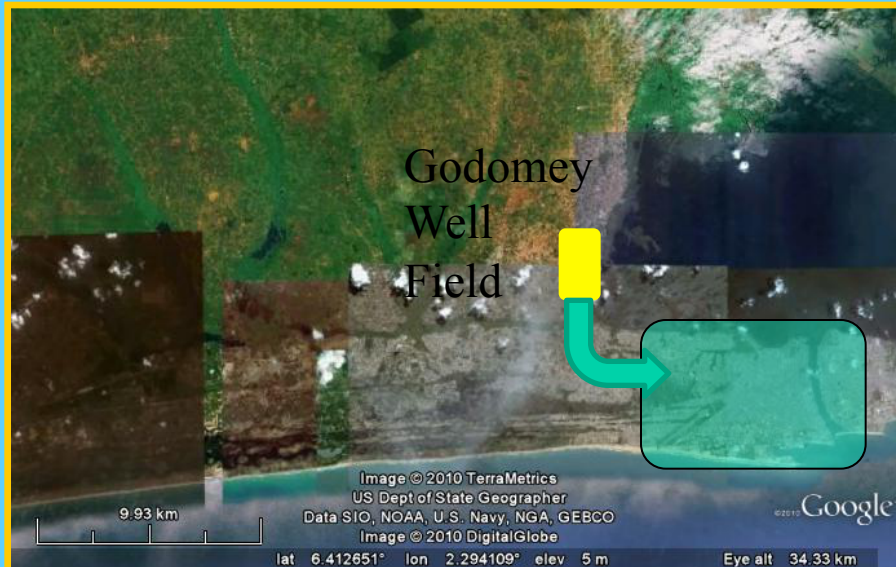 Godomey
Well
Field
Image © 2010 TerraMetrics
US Dept of State Geographer
Data SIO, NOAA, U.S. Navy, NGA, GEBCO
Image © 2010 DigitalGlobe
©2010 Google
9.93 km
lat 6.412651° lon 2.294109° elev 5 m Eye alt 34.33 km